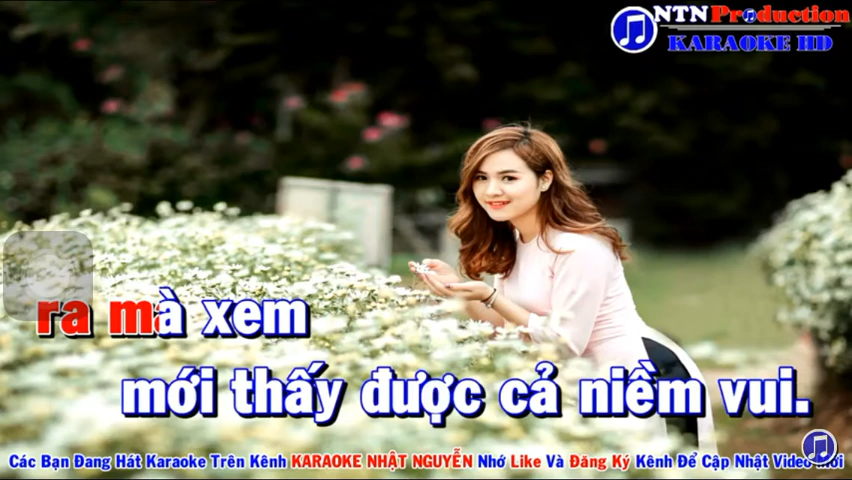 NTN Production
KARAOKE HD
ra mà xem
mới thấy được cả niềm vui.
Các Bạn Đang Hát Karaoke Trên Kênh KARAOKE NHẬT NGUYỄN Nhớ Like Và Đăng Ký Kênh Để Cập Nhật Video Mới